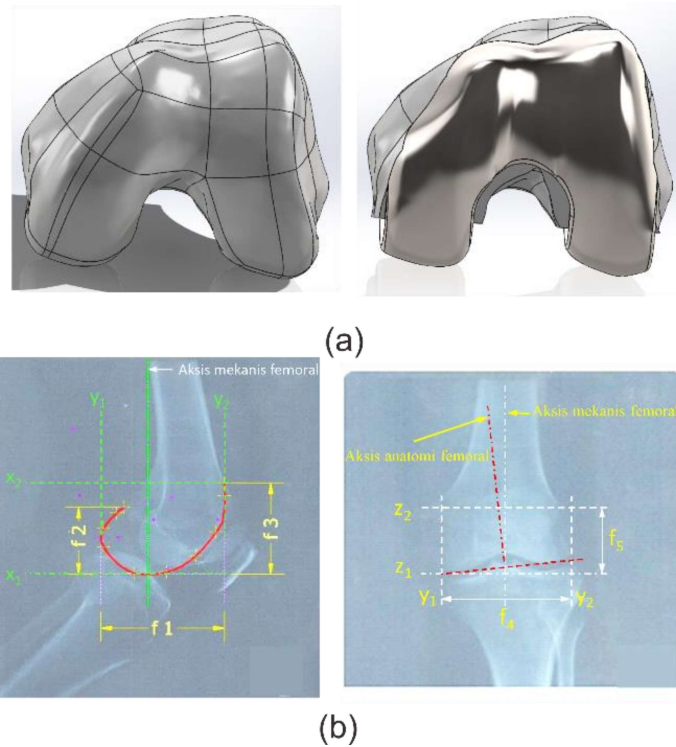 (a)
Aksis mekanis femoral
y1
y2
x2
f 2
f 3
x1
f 1
Aksis mekanis femoral
Aksis anatomi femoral
z2
f5
z1
y1
y2
f4
(b)